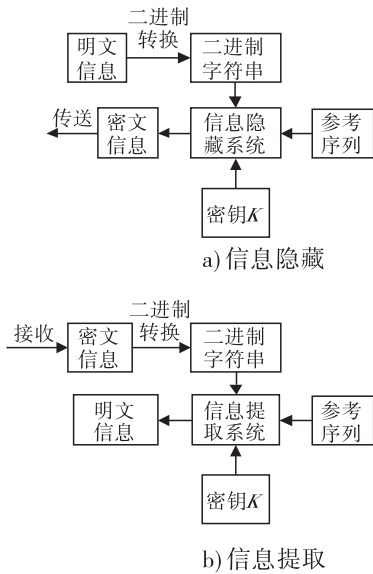 二进制
转换
明文
信息
二进制
字符串
传送
密文
信息
信息隐
藏系统
参考
序列
密钥K
a)信息隐藏
接收
密文
信息
二进制
转换
二进制
字符串
明文
信息
信息提
取系统
参考
序列
密钥K
b)信息提取